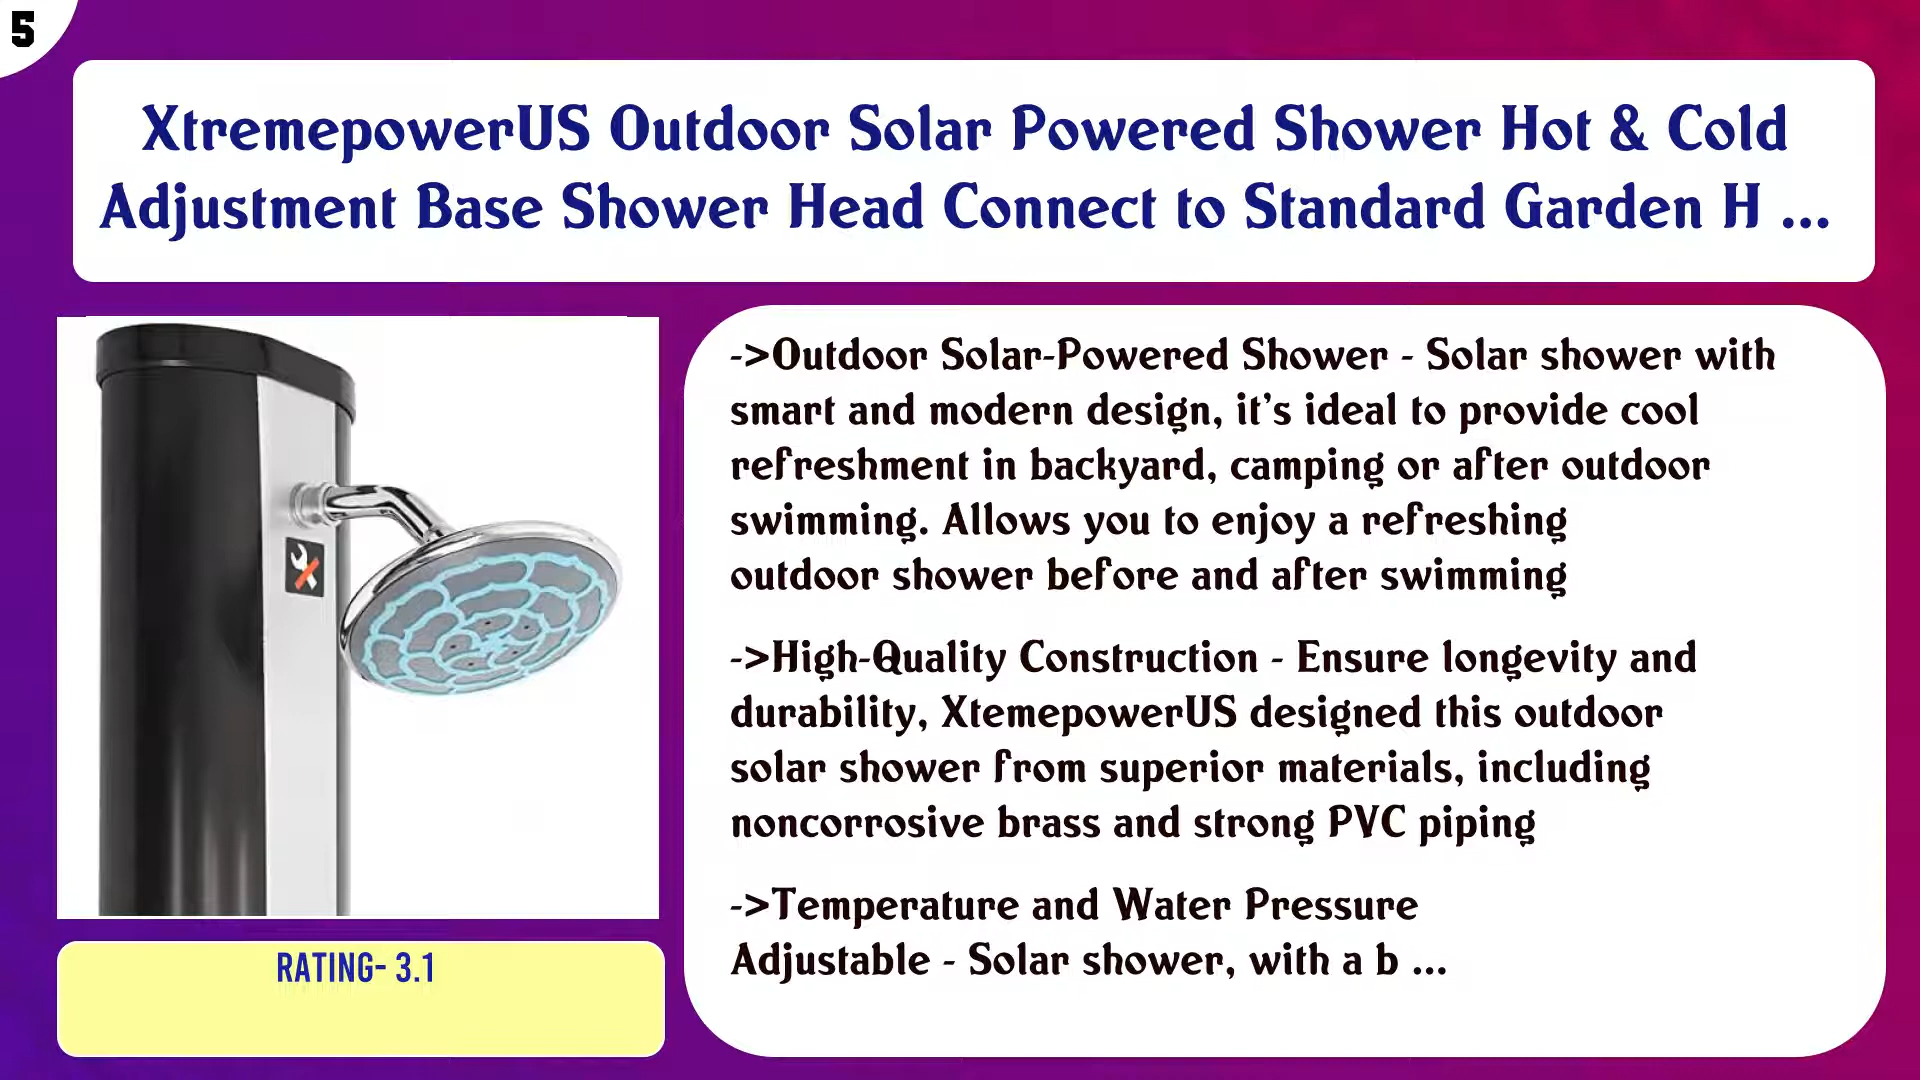 5
XtremepowerUS Outdoor Solar Powered Shower Hot & Cold
Adjustment Base Shower Head Connect to Standard Garden H ...
->Outdoor Solar-Powered Shower - Solar shower with
smart and modern design, it's ideal to provide cool
refreshment in backyard, camping or after outdoor
swimming. Allows you to enjoy a refreshing
outdoor shower before and after swimming
->High-Quality Construction - Ensure longevity and
durability, XtemepowerUS designed this outdoor
solar shower from superior materials, including
noncorrosive brass and strong PVC piping
->Temperature and Water Pressure
Adjustable - Solar shower, with a b ...
RATING- 3.1